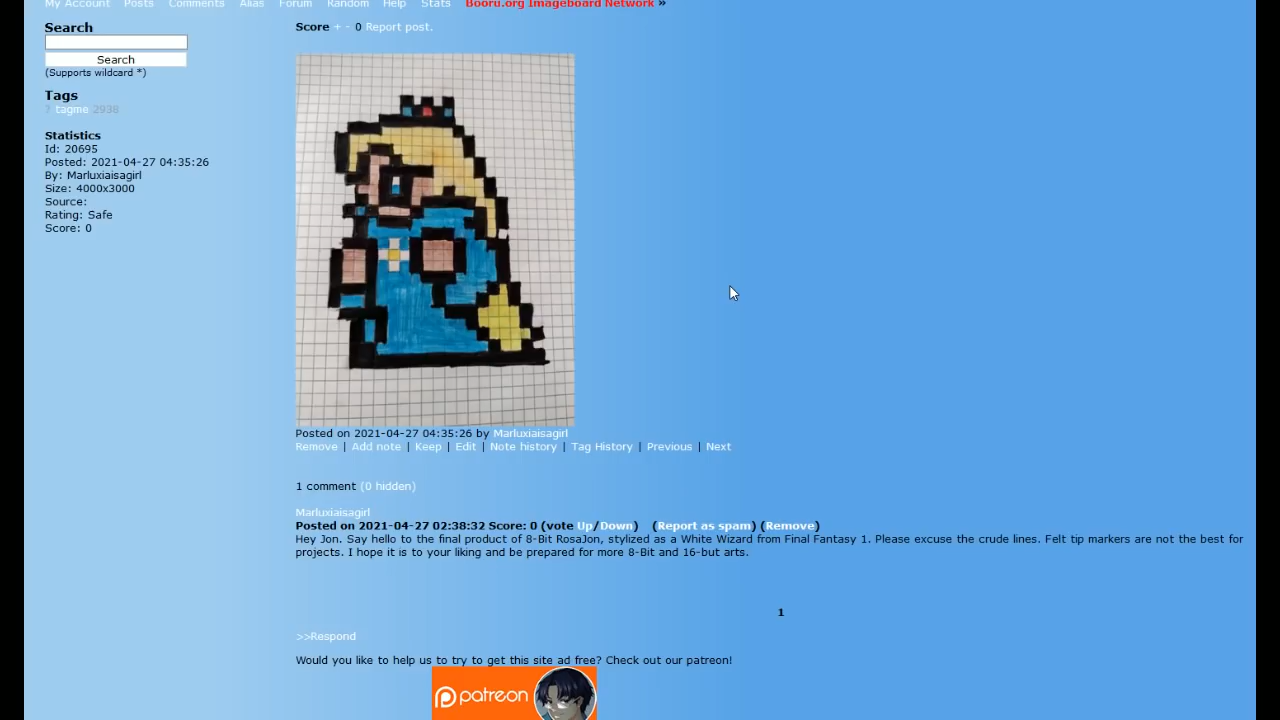 My Account Posts Comments Alias Forum Random Help Stats Booru.org Imageboard Network »
Search
Search
(Supports wildcard *)
Tags
? tagme 2938
Statistics
Id: 20695
Posted: 2021-04-27 04:35:26
By: Marluxiaisagirl
Size: 4000x3000
Source:
Rating: Safe
Score: 0
Score + - 0 Report post.
Posted on 2021-04-27 04:35:26 by Marluxiaisagirl
Remove | Add note | Keep | Edit | Note history | Tag History | Previous | Next
1 comment (0 hidden)
Marluxiaisagirl
Posted on 2021-04-27 02:38:32 Score: 0 (vote Up/Down) (Report as spam) (Remove)
Hey Jon. Say hello to the final product of 8-Bit RosaJon, stylized as a White Wizard from Final Fantasy 1. Please excuse the crude lines. Felt tip markers are not the best for
projects. I hope it is to your liking and be prepared for more 8-Bit and 16-but arts.
1
>>Respond
Would you like to help us to try to get this site ad free? Check out our patreon!
patreon